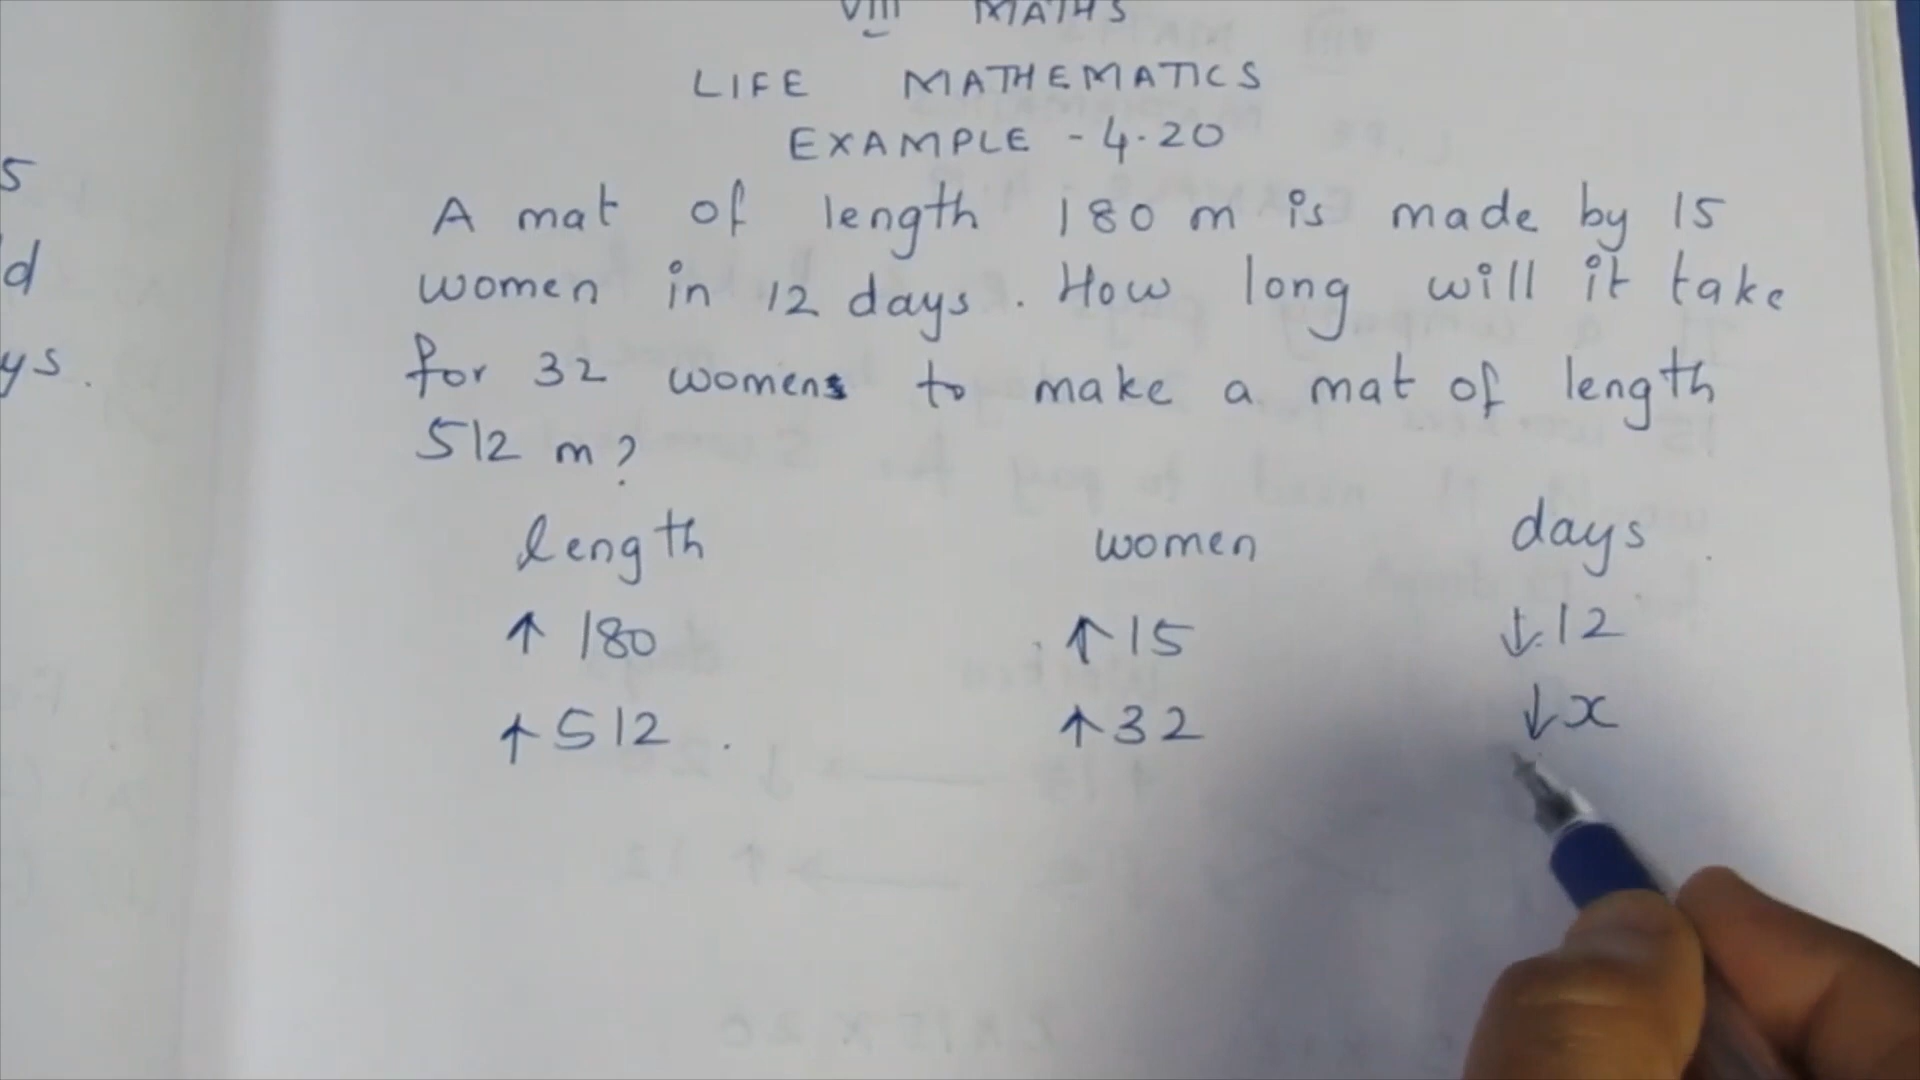 VIII MATHS
LIFE MATHEMATICS
EXAMPLE - 4.20
5
A mat of length 180 m is made by 15
d
women in 12 days. How long will it take
ys.
for 32 womens to make a mat of length
512 m?
length women days
↑ 180 ↑ 15 ↓ 12
↑ 512 ↑ 32 ↓ x